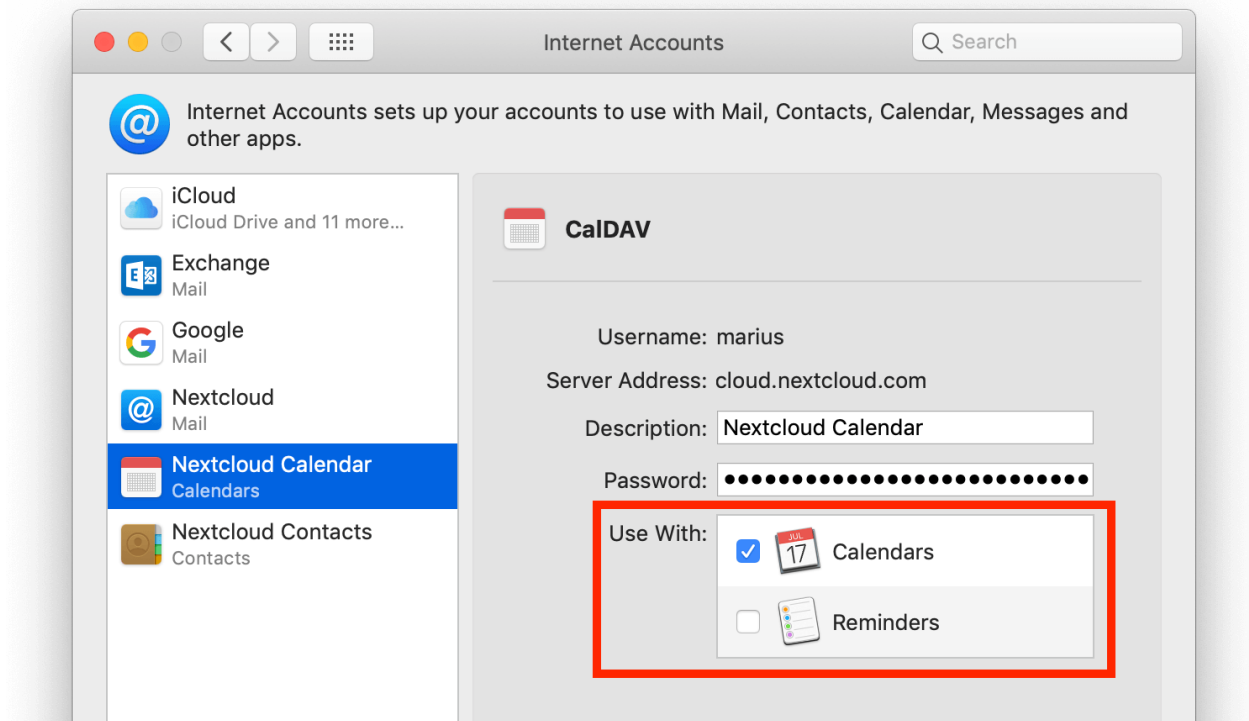 Internet Accounts
Search
Internet Accounts sets up your accounts to use with Mail, Contacts, Calendar, Messages and
other apps.
iCloud
iCloud Drive and 11 more...
Exchange
Mail
Google
Mail
Nextcloud
Mail
Nextcloud Calendar
Calendars
Nextcloud Contacts
Contacts
CalDAV
Username: marius
Server Address: cloud.nextcloud.com
Description: Nextcloud Calendar
Password: ••••••••••••••••••••••••••••
Use With:
JUL
17
Calendars
Reminders